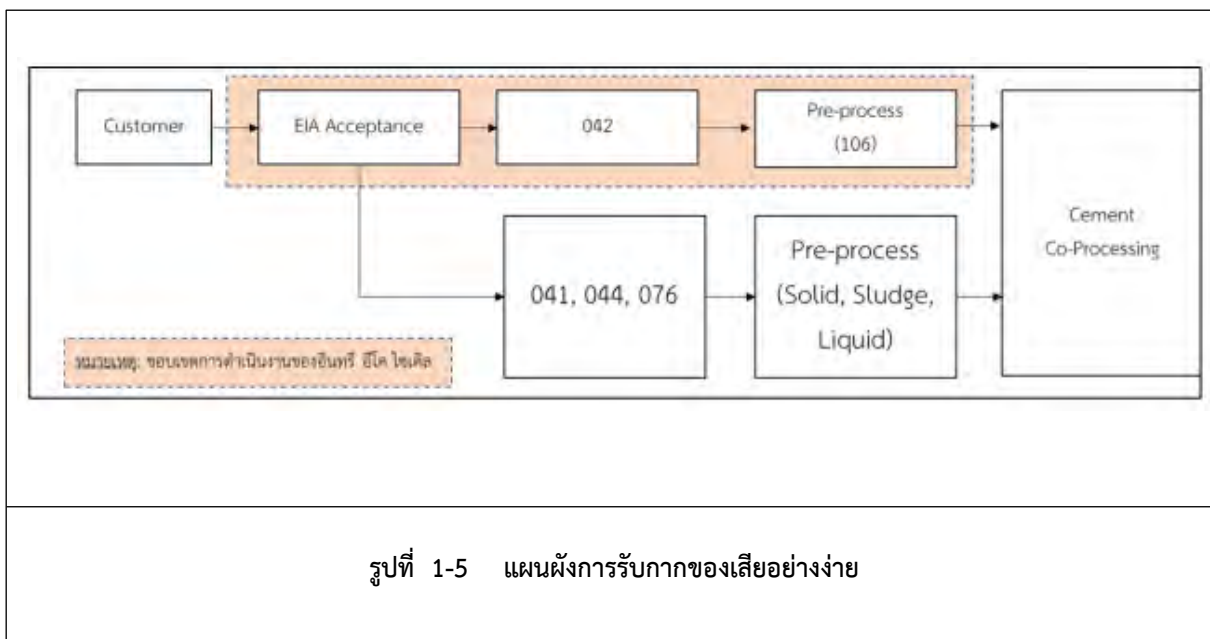 Customer
EIA Acceptance
042
Pre-process
(106)
Cement
Co-Processing
041, 044, 076
Pre-process
(Solid, Sludge,
Liquid)
หมายเหตุ: ขอบเขตการดำเนินงานของอินทรี อีโค ไซเคิล
รูปที่ 1-5 แผนผังการรับกากของเสียอย่างง่าย